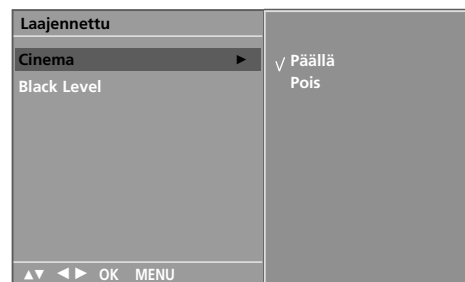 Laajennettu
Cinema ►
Black Level
√ Päällä
Pois
▲▼ ◄► OK MENU